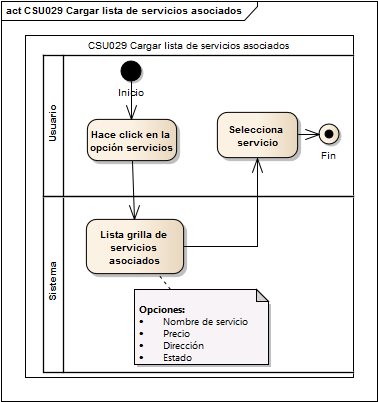 act CSU029 Cargar lista de servicios asociados
CSU029 Cargar lista de servicios asociados
Usuario
Inicio
Hace click en la
opción servicios
Selecciona
servicio
Fin
Sistema
Lista grilla de
servicios
asociados
Opciones:
• Nombre de servicio
• Precio
• Dirección
• Estado